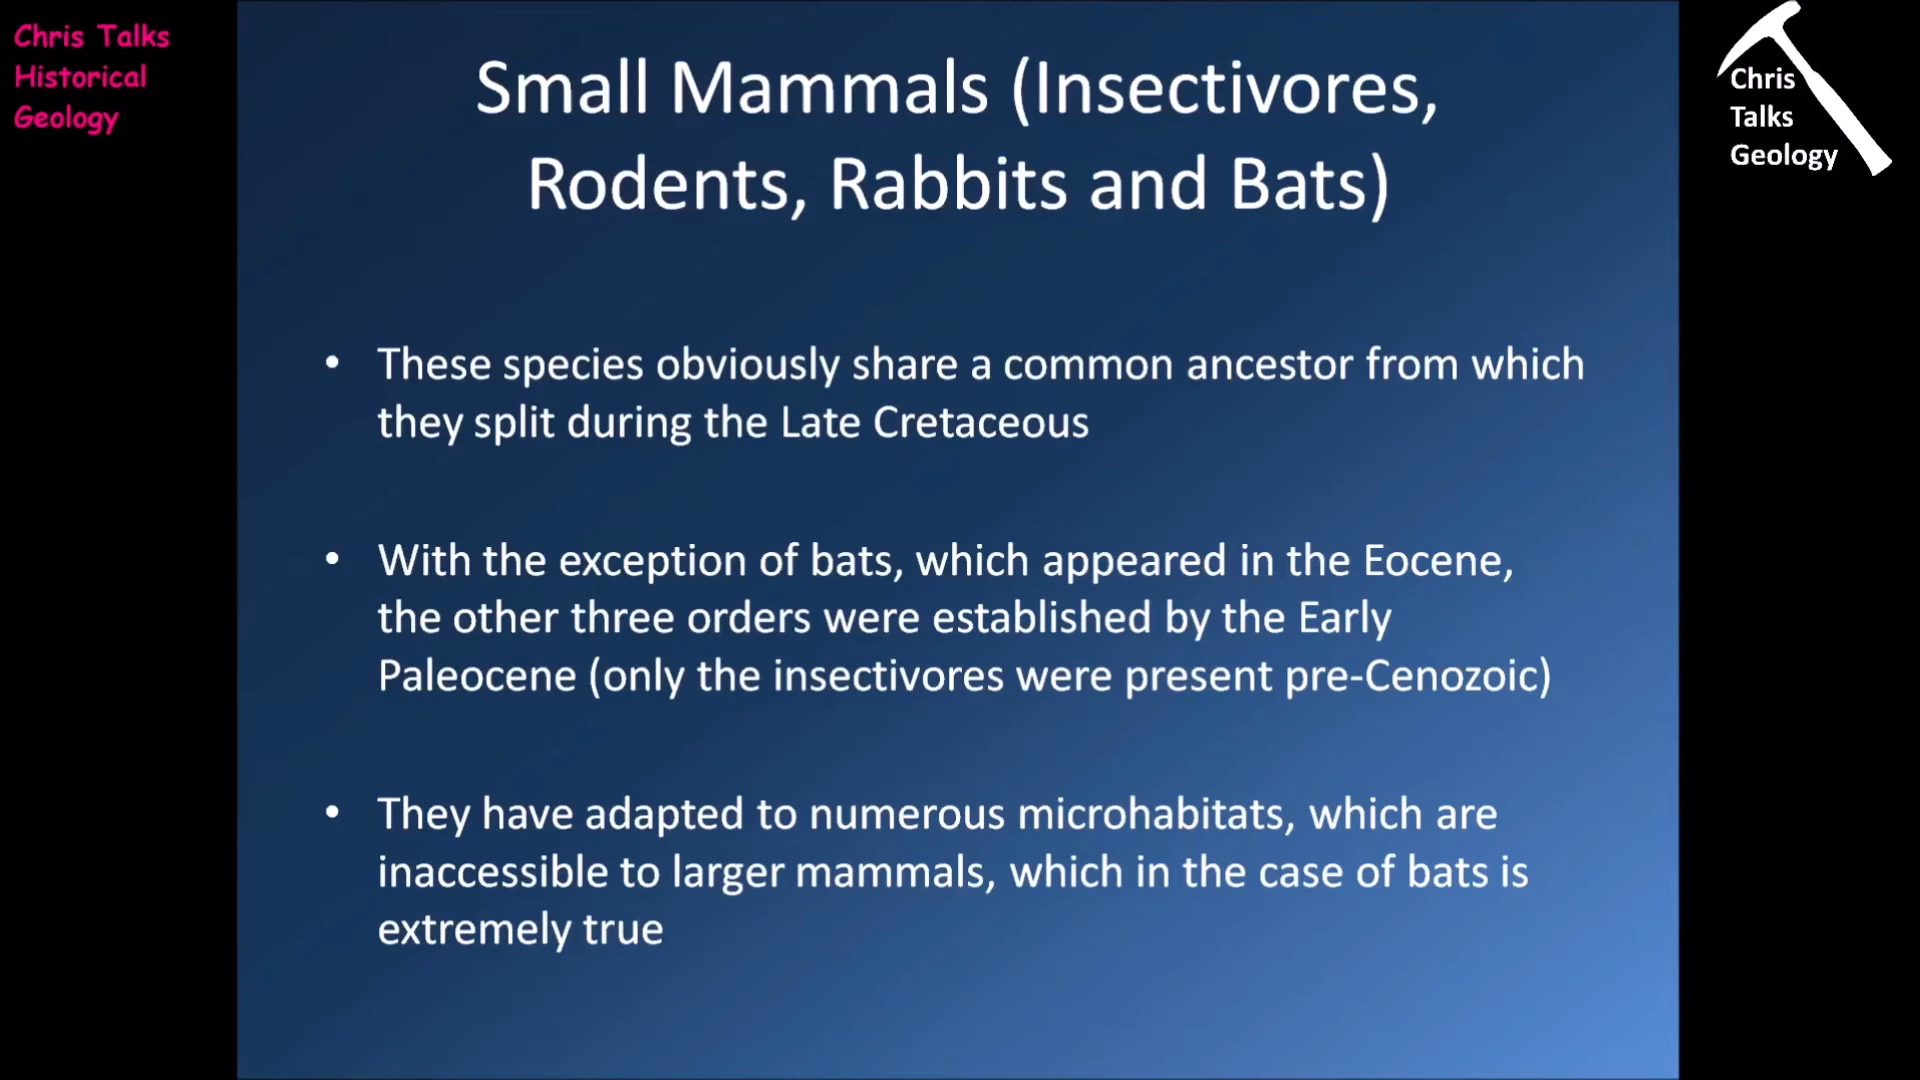 Chris Talks
Historical
Geology
Small Mammals (Insectivores,
Rodents, Rabbits and Bats)
Chris
Talks
Geology
• These species obviously share a common ancestor from which
they split during the Late Cretaceous
• With the exception of bats, which appeared in the Eocene,
the other three orders were established by the Early
Paleocene (only the insectivores were present pre-Cenozoic)
• They have adapted to numerous microhabitats, which are
inaccessible to larger mammals, which in the case of bats is
extremely true